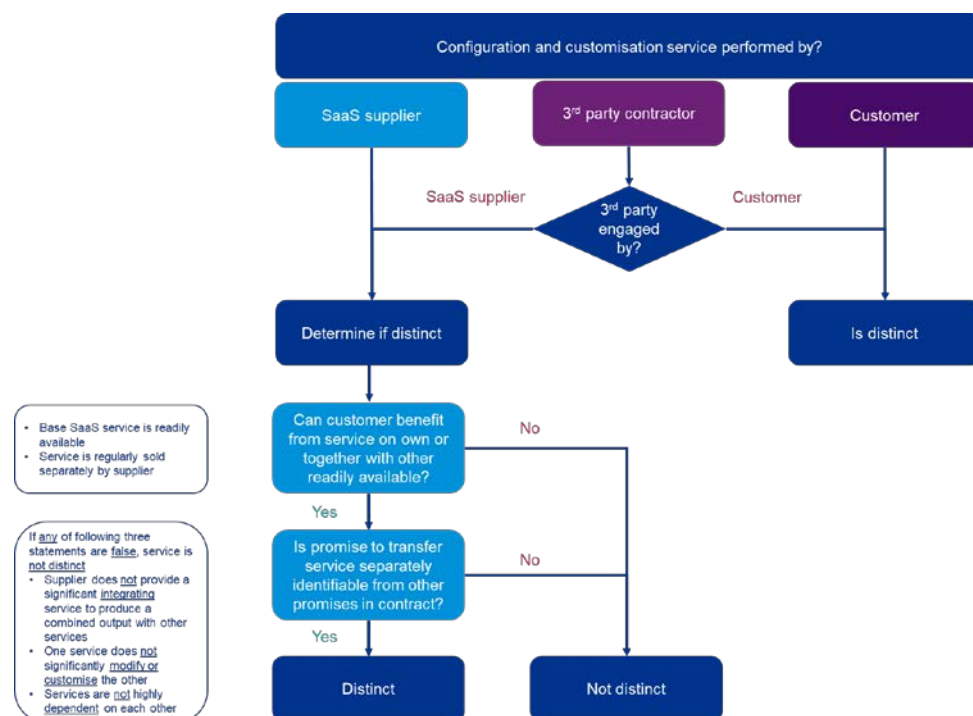 Configuration and customisation service performed by?
SaaS supplier
3rd party contractor
Customer
SaaS supplier
Customer
3rd party
engaged
by?
Determine if distinct
Is distinct
• Base SaaS service is readily
available
• Service is regularly sold
separately by supplier
Can customer benefit
from service on own or
together with other
readily available?
No
Yes
If any of following three
statements are false, service is
not distinct
• Supplier does not provide a
significant integrating
service to produce a
combined output with other
services
• One service does not
significantly modify or
customise the other
• Services are not highly
dependent on each other
Is promise to transfer
service separately
identifiable from other
promises in contract?
No
Yes
Distinct
Not distinct